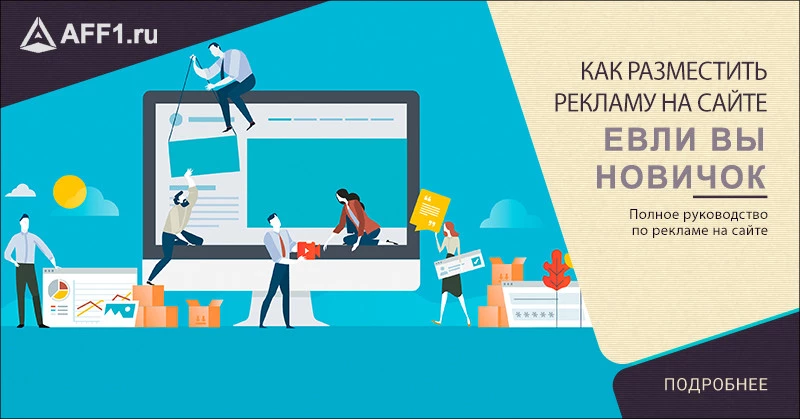 AFF1.ru
КАК РАЗМЕСТИТЬ
РЕКЛАМУ НА САЙТЕ
ЕВЛИ ВЫ
НОВИЧОК
Полное руководство
по рекламе на сайте
ПОДРОБНЕЕ